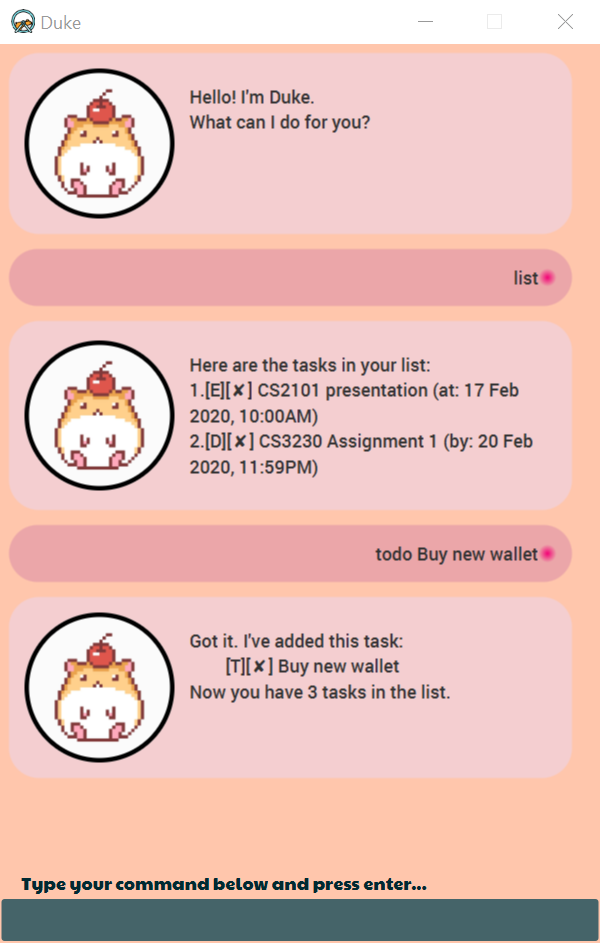 Duke
Hello! I'm Duke.
What can I do for you?
list
Here are the tasks in your list:
1.[E][✘] CS2101 presentation (at: 17 Feb
2020, 10:00AM)
2.[D][✘] CS3230 Assignment 1 (by: 20 Feb
2020, 11:59PM)
todo Buy new wallet
Got it. I've added this task:
[T][✘] Buy new wallet
Now you have 3 tasks in the list.
Type your command below and press enter...